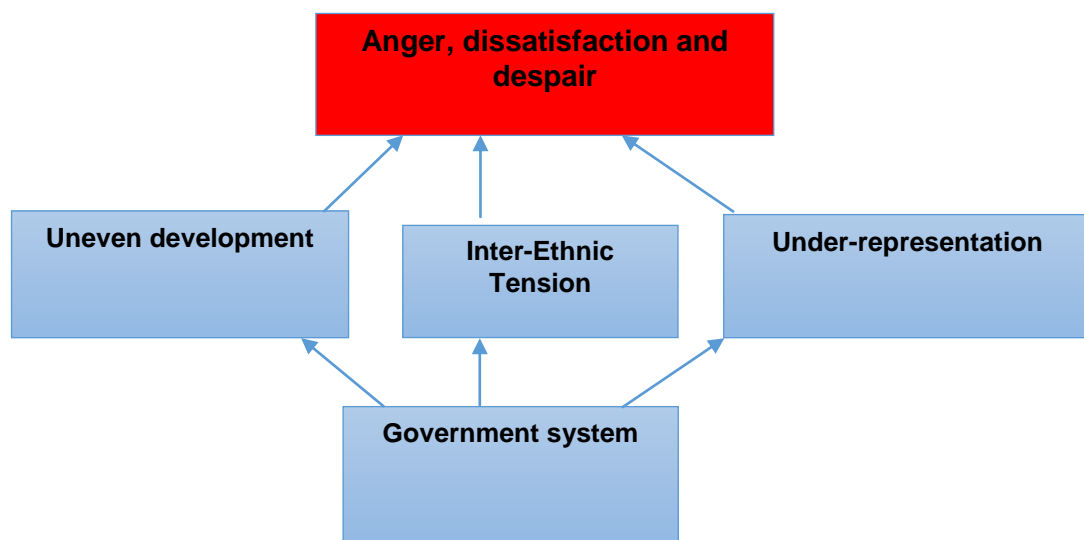 Anger, dissatisfaction and
despair
Uneven development
Inter-Ethnic
Tension
Under-representation
Government system